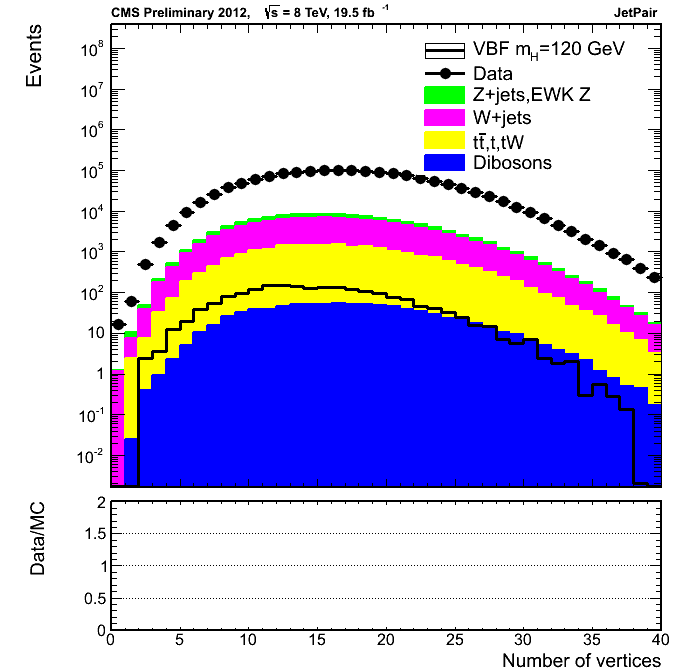 CMS Preliminary 2012, √s = 8 TeV, 19.5 fb⁻¹ JetPair
Events
10⁸
10⁷
10⁶
10⁵
10⁴
10³
10²
10
1
10⁻¹
10⁻²
VBF m_H=120 GeV
Data
Z+jets,EWK Z
W+jets
tt̅,t,tW
Dibosons
Data/MC
2
1.5
1
0.5
0
0 5 10 15 20 25 30 35 40
Number of vertices